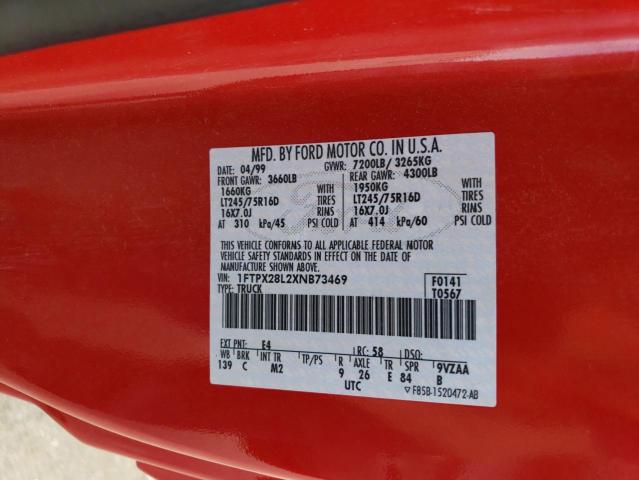 MFD. BY FORD MOTOR CO. IN U.S.A.
DATE: 04/99 GVWR: 7200LB/ 3265KG
FRONT GAWR: 3660LB REAR GAWR: 4300LB
1660KG WITH 1950KG WITH
LT245/75R16D TIRES LT245/75R16D TIRES
16X7.0J RIMS 16X7.0J RIMS
AT 310 kPa/45 PSI COLD AT 414 kPa/60 PSI COLD
THIS VEHICLE CONFORMS TO ALL APPLICABLE FEDERAL MOTOR
VEHICLE SAFETY STANDARDS IN EFFECT ON THE DATE OF
MANUFACTURE SHOWN ABOVE.
VIN: 1FTPX28L2XNB73469 F0141
TYPE: TRUCK T0567
EXT PNT: E4 RC: 58 DSO:
WB BRK INT TR TP/PS R AXLE TR SPR 9VZAA
139 C M2 9 26 E 84 B
UTC ▽ F85B-1520472-AB